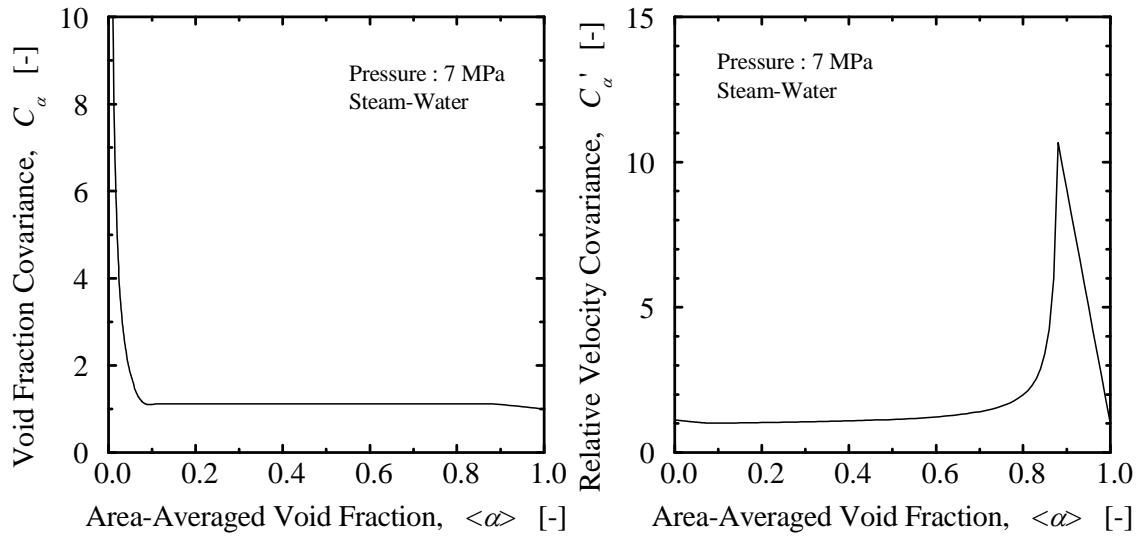 Void Fraction Covariance, C_α [-]
10
8
6
4
2
0
Pressure : 7 MPa
Steam-Water
0.0 0.2 0.4 0.6 0.8 1.0
Area-Averaged Void Fraction, <α> [-]
Relative Velocity Covariance, C_α' [-]
15
10
5
0
Pressure : 7 MPa
Steam-Water
0.0 0.2 0.4 0.6 0.8 1.0
Area-Averaged Void Fraction, <α> [-]